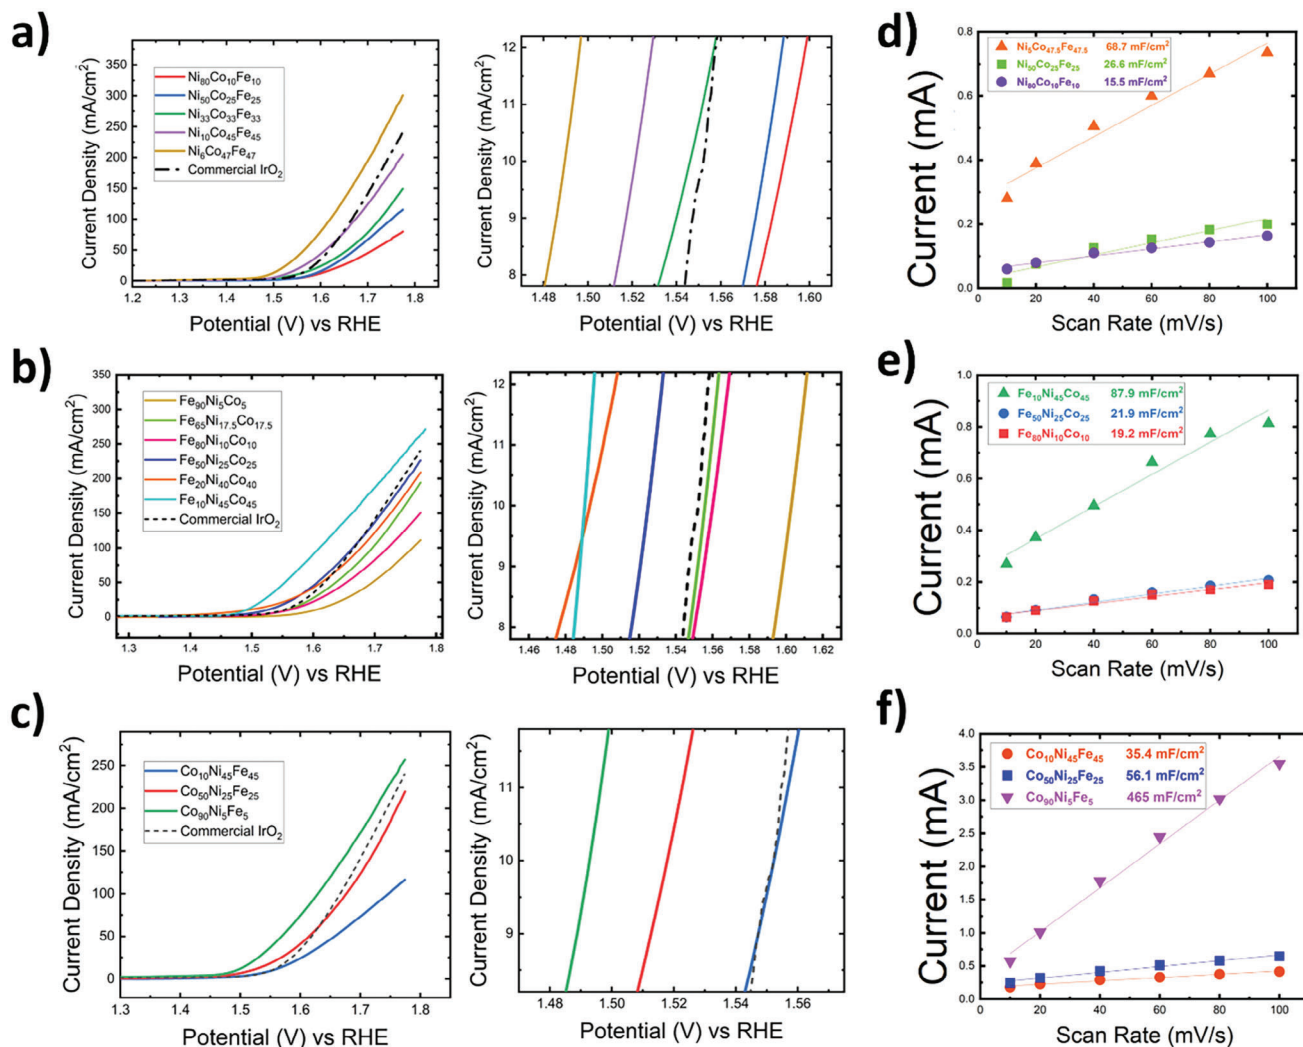 a)
Current Density (mA/cm²)
350
300
250
200
150
100
50
0
Ni₈₀Co₁₀Fe₁₀
Ni₅₀Co₂₅Fe₂₅
Ni₃₃Co₃₃Fe₃₃
Ni₁₀Co₄₅Fe₄₅
Ni₆Co₄₇Fe₄₇
Commercial IrO₂
1.2 1.3 1.4 1.5 1.6 1.7 1.8
Potential (V) vs RHE
Current Density (mA/cm²)
12
11
10
9
8
1.48 1.50 1.52 1.54 1.56 1.58 1.60
Potential (V) vs RHE
d)
Current (mA)
0.8
0.6
0.4
0.2
0.0
Ni₅Co₄₇.₅Fe₄₇.₅ 68.7 mF/cm²
Ni₅₀Co₂₅Fe₂₅ 26.6 mF/cm²
Ni₈₀Co₁₀Fe₁₀ 15.5 mF/cm²
20 40 60 80 100
Scan Rate (mV/s)
b)
Current Density (mA/cm²)
350
300
250
200
150
100
50
0
Fe₉₀Ni₅Co₅
Fe₆₅Ni₁₇.₅Co₁₇.₅
Fe₈₀Ni₁₀Co₁₀
Fe₅₀Ni₂₅Co₂₅
Fe₂₀Ni₄₀Co₄₀
Fe₁₀Ni₄₅Co₄₅
Commercial IrO₂
1.3 1.4 1.5 1.6 1.7 1.8
Potential (V) vs RHE
Current Density (mA/cm²)
12
11
10
9
8
1.46 1.48 1.50 1.52 1.54 1.56 1.58 1.60 1.62
Potential (V) vs RHE
e)
Current (mA)
1.0
0.8
0.6
0.4
0.2
0.0
Fe₁₀Ni₄₅Co₄₅ 87.9 mF/cm²
Fe₅₀Ni₂₅Co₂₅ 21.9 mF/cm²
Fe₈₀Ni₁₀Co₁₀ 19.2 mF/cm²
20 40 60 80 100
Scan Rate (mV/s)
c)
Current Density (mA/cm²)
250
200
150
100
50
0
Co₁₀Ni₄₅Fe₄₅
Co₅₀Ni₂₅Fe₂₅
Co₉₀Ni₅Fe₅
Commercial IrO₂
1.3 1.4 1.5 1.6 1.7 1.8
Potential (V) vs RHE
Current Density (mA/cm²)
11
10
9
1.48 1.50 1.52 1.54 1.56
Potential (V) vs RHE
f)
Current (mA)
4.0
3.5
3.0
2.5
2.0
1.5
1.0
0.5
0.0
Co₁₀Ni₄₅Fe₄₅ 35.4 mF/cm²
Co₅₀Ni₂₅Fe₂₅ 56.1 mF/cm²
Co₉₀Ni₅Fe₅ 465 mF/cm²
20 40 60 80 100
Scan Rate (mV/s)